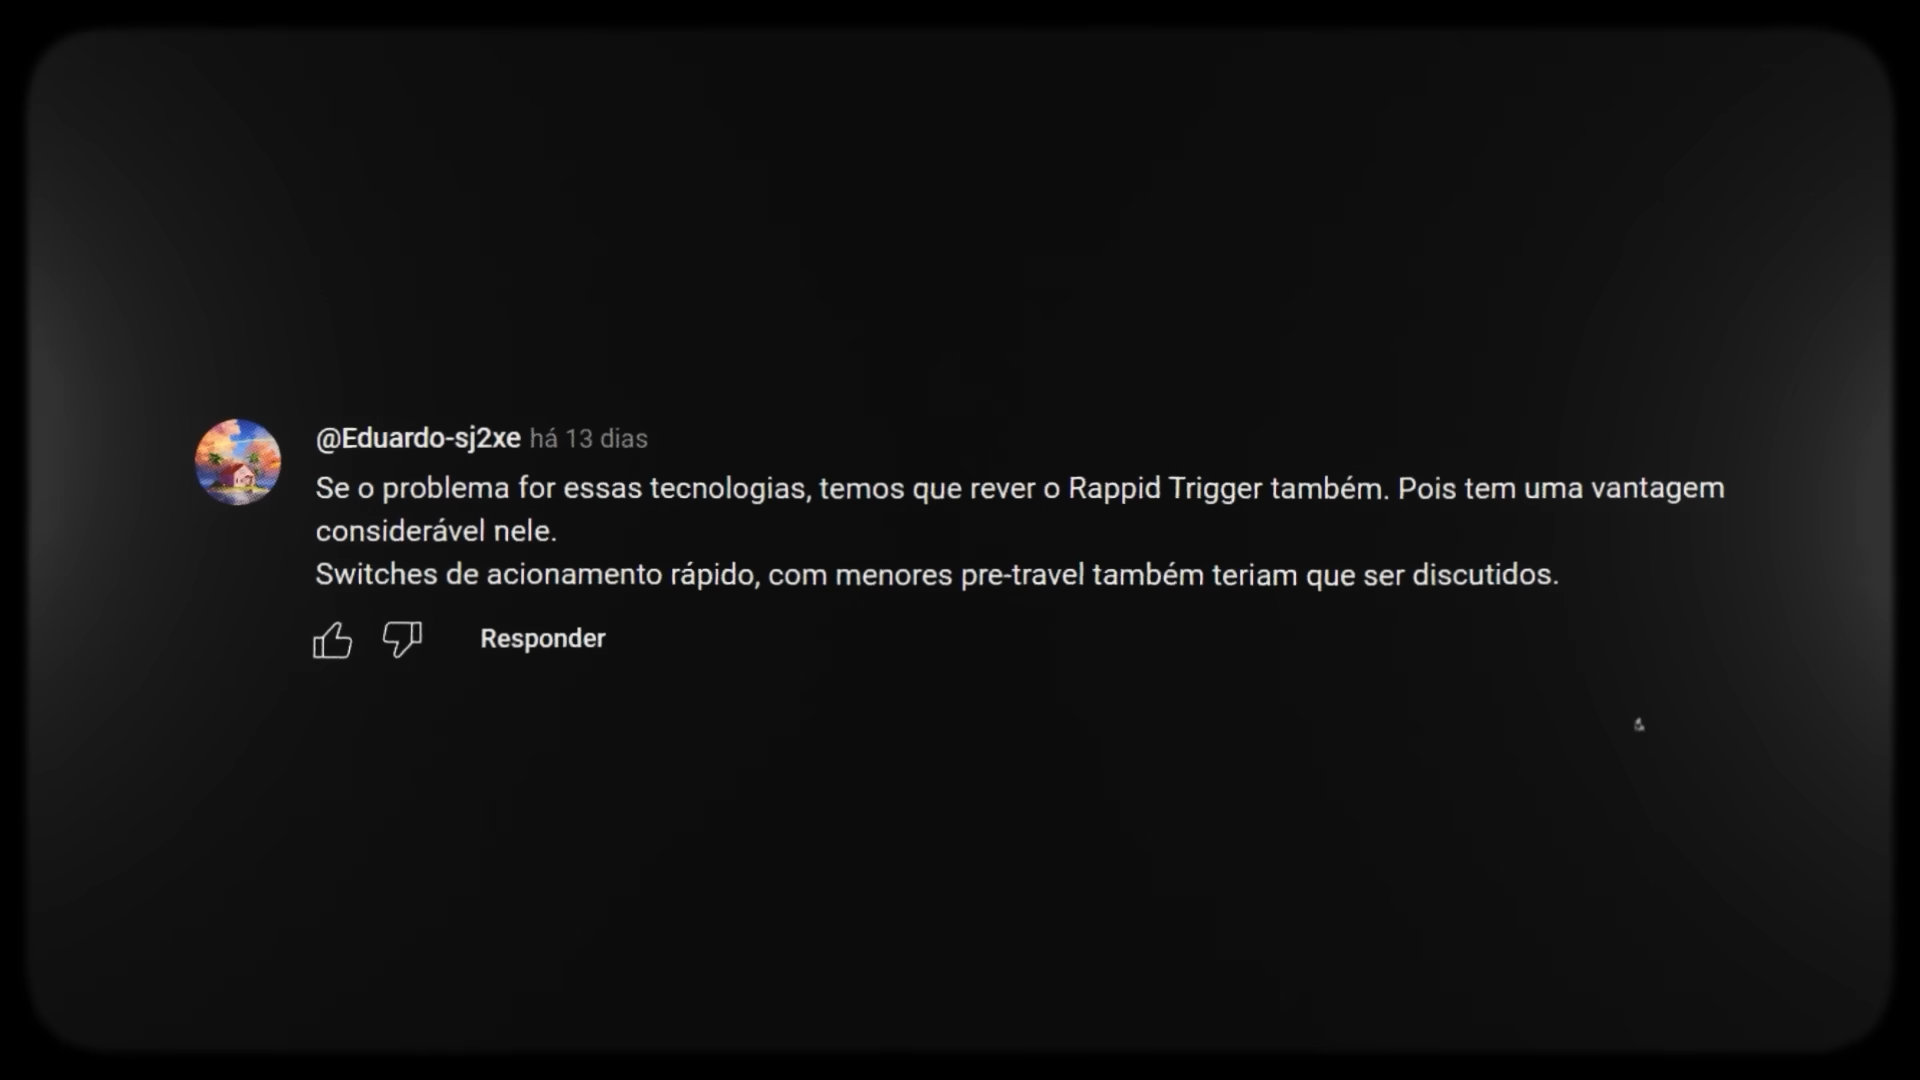 @Eduardo-sj2xe há 13 dias
Se o problema for essas tecnologias, temos que rever o Rappid Trigger também. Pois tem uma vantagem
considerável nele.
Switches de acionamento rápido, com menores pre-travel também teriam que ser discutidos.
Responder